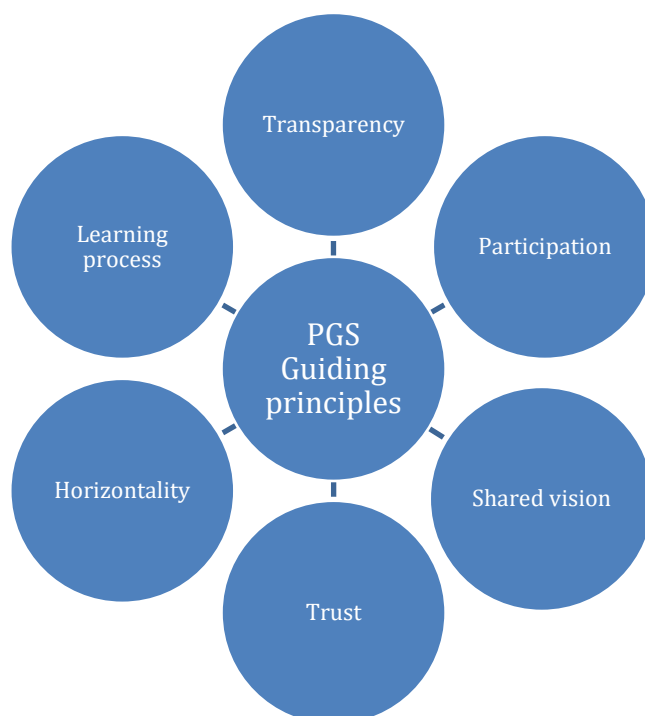 Transparency
Learning
process
Participation
PGS
Guiding
principles
Horizontality
Shared vision
Trust